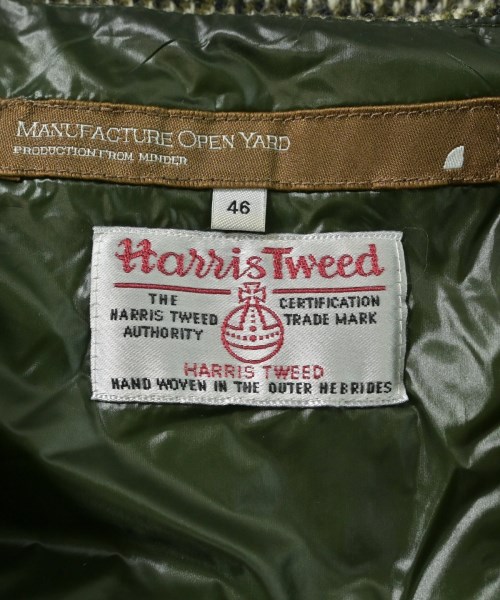 MANUFACTURE OPEN YARD
PRODUCTION FROM MINDER
46
Harris Tweed
THE HARRIS TWEED AUTHORITY
CERTIFICATION TRADE MARK
HARRIS TWEED
HAND WOVEN IN THE OUTER HEBRIDES